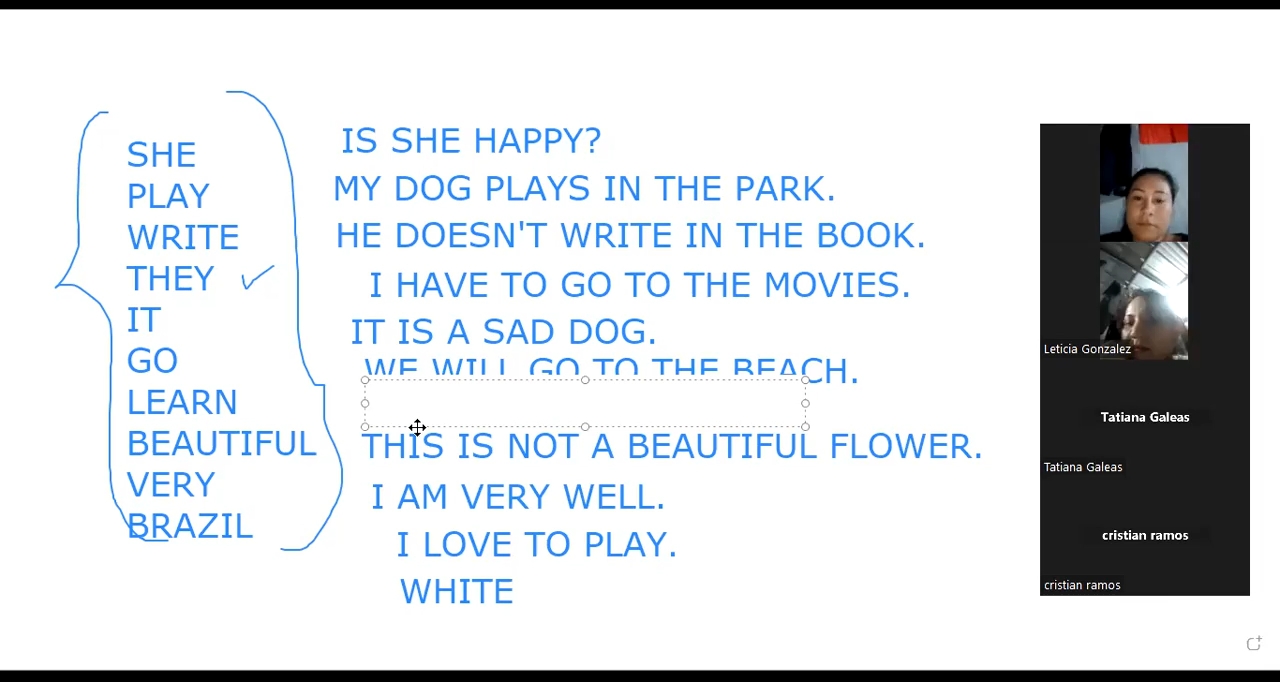 SHE
PLAY
WRITE
THEY
IT
GO
LEARN
BEAUTIFUL
VERY
BRAZIL
IS SHE HAPPY?
MY DOG PLAYS IN THE PARK.
HE DOESN'T WRITE IN THE BOOK.
I HAVE TO GO TO THE MOVIES.
IT IS A SAD DOG.
WE WILL GO TO THE BEACH.
THIS IS NOT A BEAUTIFUL FLOWER.
I AM VERY WELL.
I LOVE TO PLAY.
WHITE
Leticia Gonzalez
Tatiana Galeas
Tatiana Galeas
cristian ramos
cristian ramos